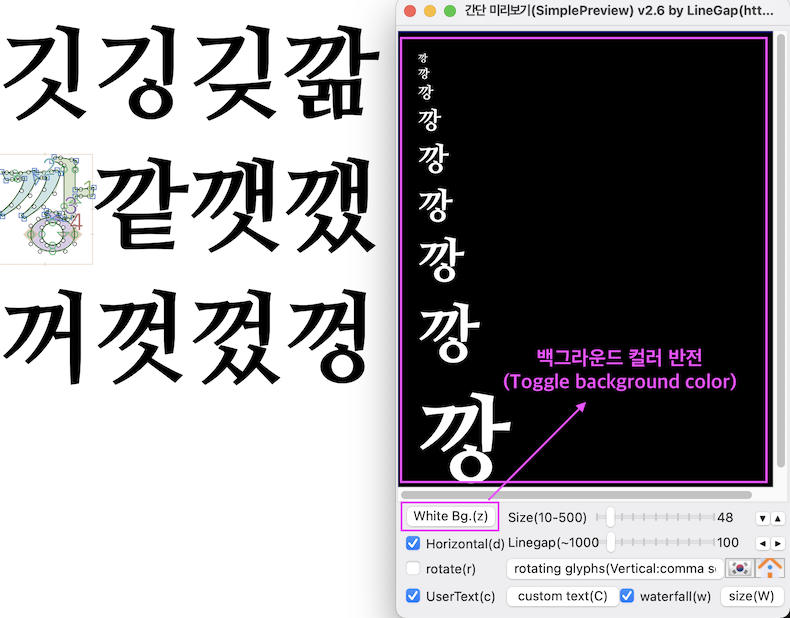 깃깅깆깖
깡깥깻깼
꺼껏껐껑
간단 미리보기(SimplePreview) v2.6 by LineGap(htt...
깡
깡
깡
깡
깡
깡
깡
깡
깡
백그라운드 컬러 반전
(Toggle background color)
White Bg.(z) Size(10-500) 48
Horizontal(d) Linegap(~1000 100
rotate(r) rotating glyphs(Vertical:comma s
UserText(c) custom text(C) waterfall(w) size(W)